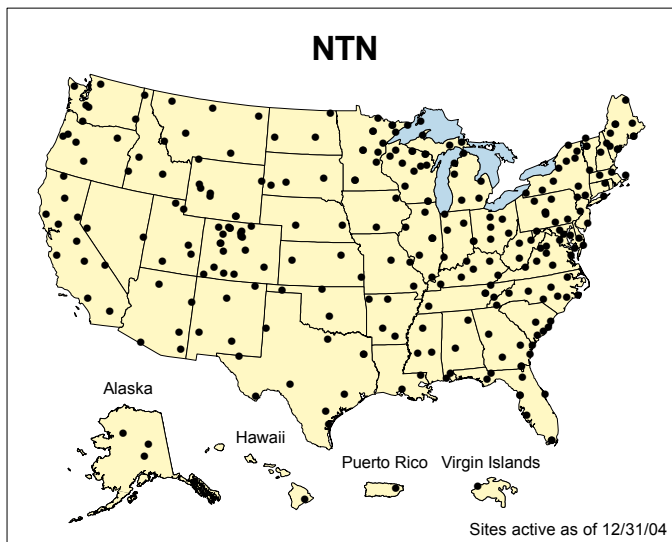 NTN
Alaska
Hawaii
Puerto Rico
Virgin Islands
Sites active as of 12/31/04